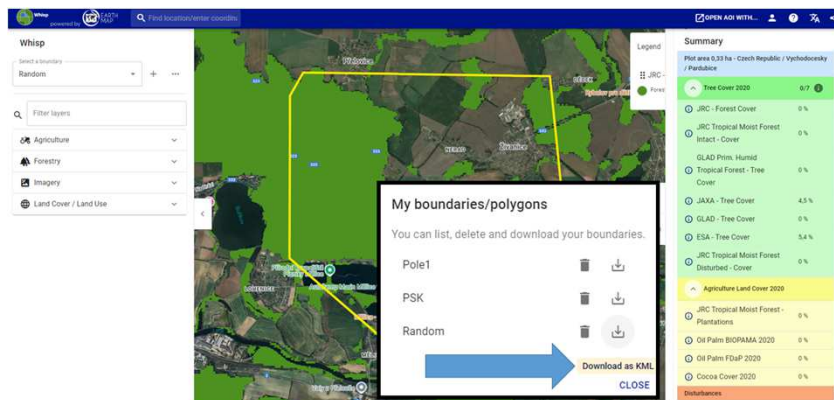 Whisp
powered by
EARTH
MAP
Find location/enter coordin
OPEN AOI WITH...
Whisp
Select a boundary
Random
Filter layers
Agriculture
Forestry
Imagery
Land Cover / Land Use
NERAD
Živanice
Legend
JRC -
Fores
My boundaries/polygons
You can list, delete and download your boundaries.
Pole1
PSK
Random
Download as KML
CLOSE
Summary
Plot area 0,33 ha - Czech Republic / Vychodocesky
/ Pardubice
Tree Cover 2020 0/7
JRC - Forest Cover 0 %
JRC Tropical Moist Forest
Intact - Cover 0 %
GLAD Prim. Humid
Tropical Forest - Tree 0 %
Cover
JAXA - Tree Cover 4,5 %
GLAD - Tree Cover 0 %
ESA - Tree Cover 5,4 %
JRC Tropical Moist Forest
Disturbed - Cover 0 %
Agriculture Land Cover 2020
JRC Tropical Moist Forest -
Plantations 0 %
Oil Palm BIOPAMA 2020 0 %
Oil Palm FDaP 2020 0 %
Cocoa Cover 2020 0 %
Disturbances